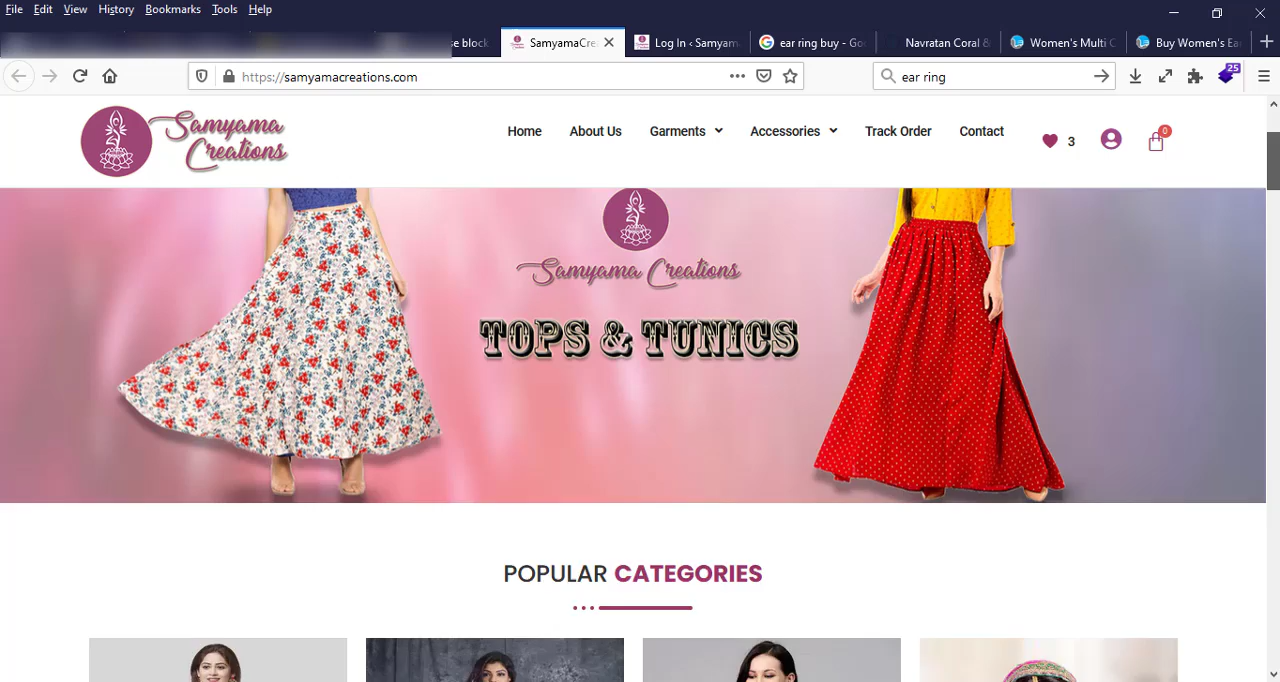 File Edit View History Bookmarks Tools Help
se block
SamyamaCre
Log In ‹ Samyam
ear ring buy - Go
Navratan Coral &
Women's Multi C
Buy Women's Ea
https://samyamacreations.com
ear ring
25
Samyama
Creations
Home About Us Garments Accessories Track Order Contact
3
0
Samyama Creations
TOPS & TUNICS
POPULAR CATEGORIES